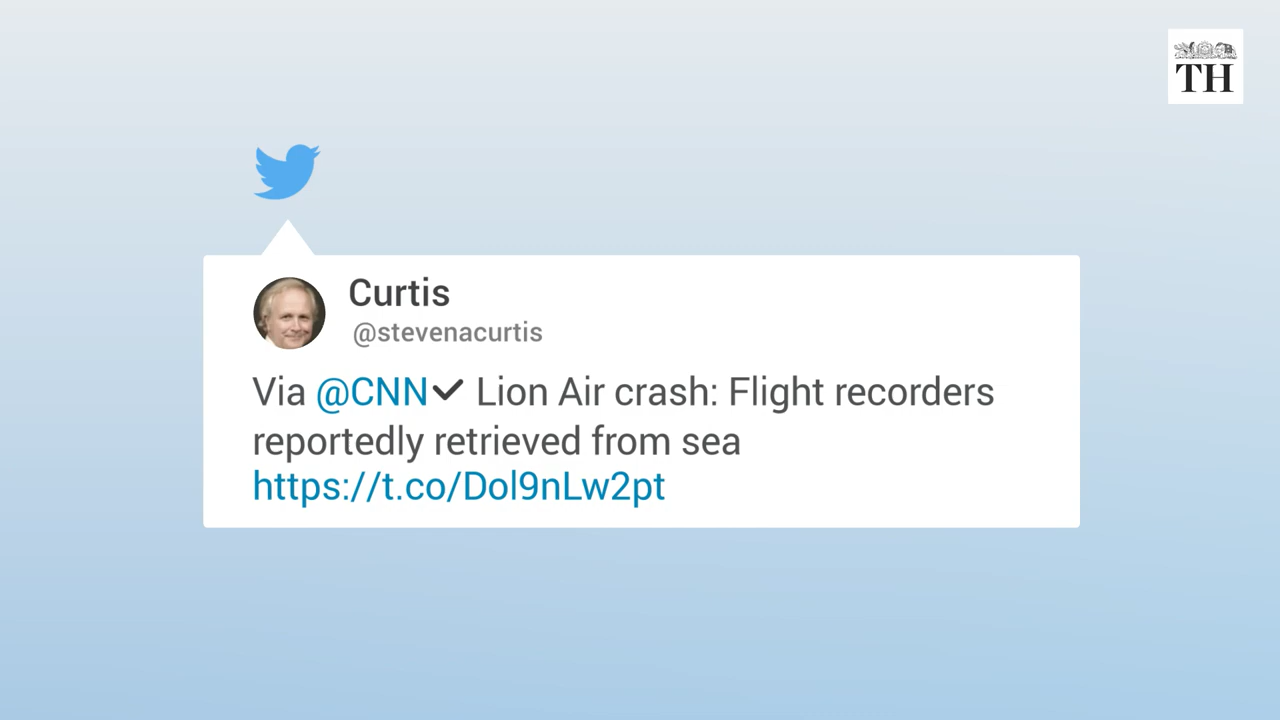 TH
Curtis
@stevenacurtis
Via @CNN✔ Lion Air crash: Flight recorders
reportedly retrieved from sea
https://t.co/Dol9nLw2pt